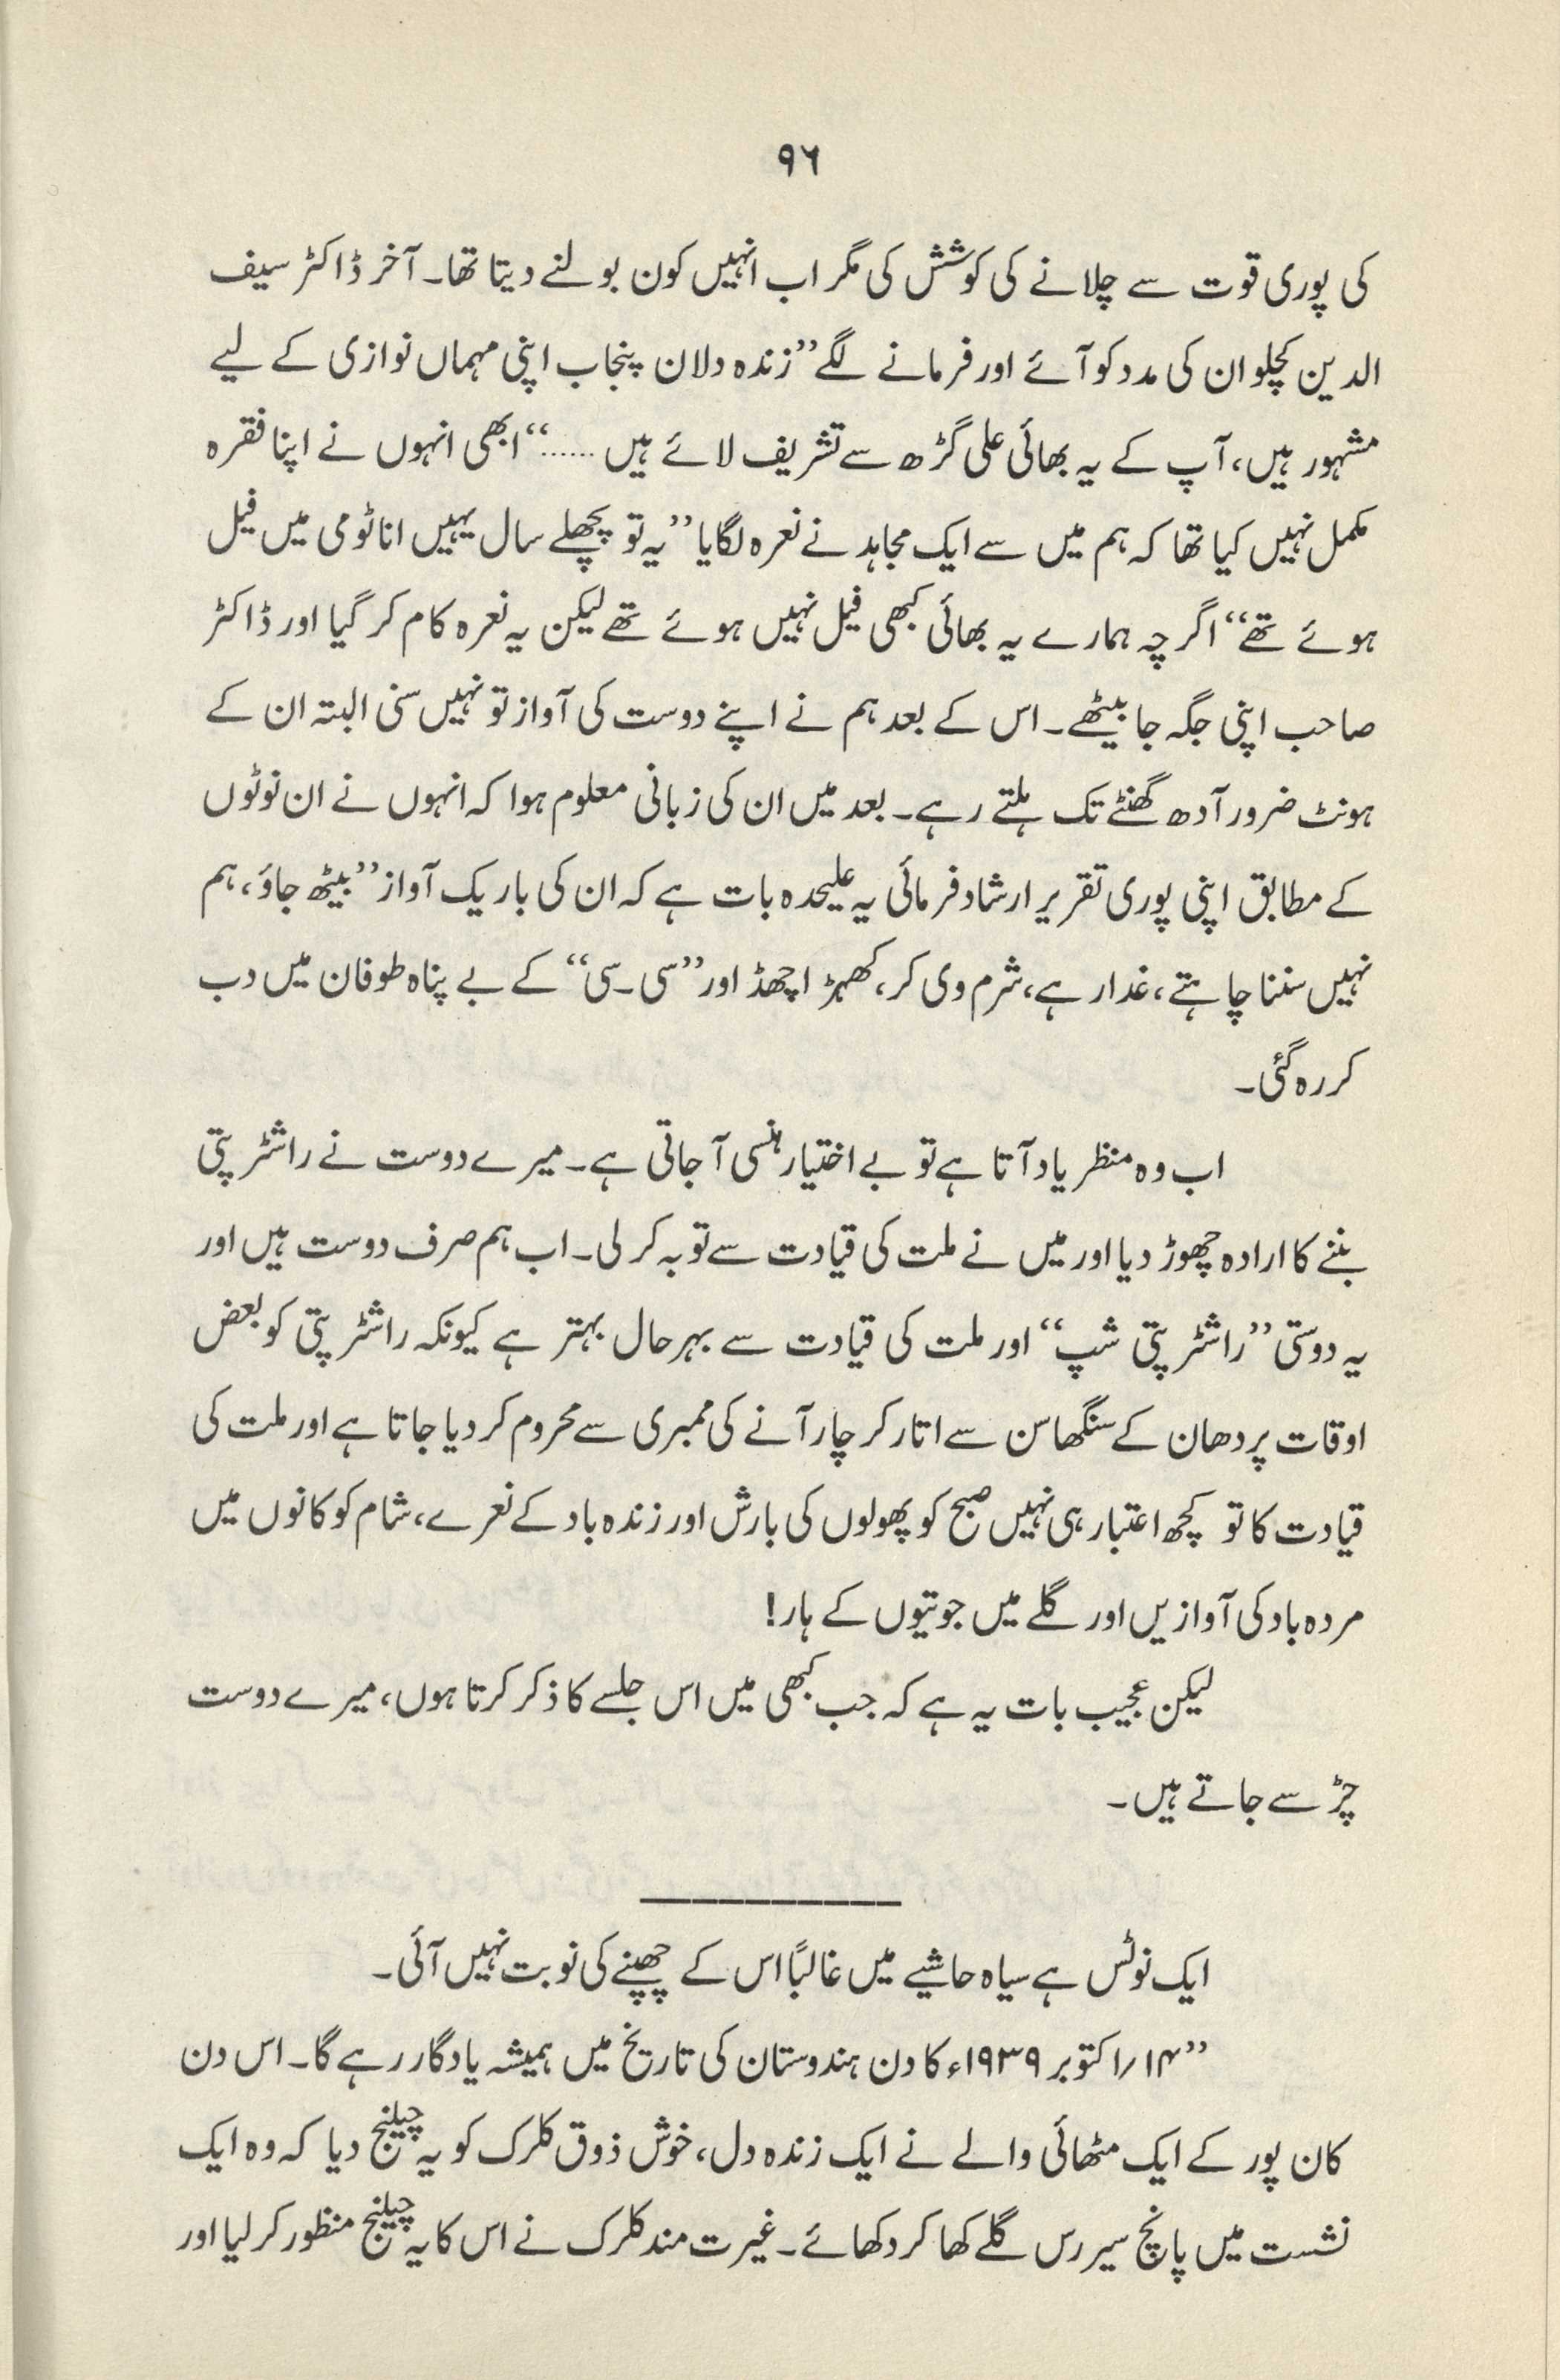 ۹۶
کی پوری قوت سے چلانے کی کوشش کی مگر اب انہیں کون بولنے دیتا تھا۔ آخر ڈاکٹر سیف
الدین کچلو ان کی مدد کو آئے اور فرمانے لگے ’’زندہ دلان پنجاب اپنی مہماں نوازی کے لیے
مشہور ہیں، آپ کے یہ بھائی علی گڑھ سے تشریف لائے ہیں ......‘‘ ابھی انہوں نے اپنا فقرہ
مکمل نہیں کیا تھا کہ ہم میں سے ایک مجاہد نے نعرہ لگایا ’’یہ تو پچھلے سال یہیں اناٹومی میں فیل
ہوئے تھے‘‘ اگرچہ ہمارے یہ بھائی کبھی فیل نہیں ہوئے تھے لیکن یہ نعرہ کام کر گیا اور ڈاکٹر
صاحب اپنی جگہ جا بیٹھے۔ اس کے بعد ہم نے اپنے دوست کی آواز تو نہیں سنی البتہ ان کے
ہونٹ ضرور آدھ گھنٹے تک ہلتے رہے۔ بعد میں ان کی زبانی معلوم ہوا کہ انہوں نے ان نوٹوں
کے مطابق اپنی پوری تقریر ارشاد فرمائی یہ علیحدہ بات ہے کہ ان کی باریک آواز ’’بیٹھ جاؤ، ہم
نہیں سننا چاہتے، غدار ہے، شرم وی کر، کھہڑا چھڈ اور ’’سی۔سی‘‘ کے بے پناہ طوفان میں دب
کر رہ گئی۔
اب وہ منظر یاد آتا ہے تو بے اختیار ہنسی آ جاتی ہے۔ میرے دوست نے راشٹر پتی
بننے کا ارادہ چھوڑ دیا اور میں نے ملت کی قیادت سے توبہ کر لی۔ اب ہم صرف دوست ہیں اور
یہ دوستی ’’راشٹر پتی شپ‘‘ اور ملت کی قیادت سے بہر حال بہتر ہے کیونکہ راشٹر پتی کو بعض
اوقات پردھان کے سنگھاسن سے اتار کر چار آنے کی ممبری سے محروم کر دیا جاتا ہے اور ملت کی
قیادت کا تو کچھ اعتبار ہی نہیں صبح کو پھولوں کی بارش اور زندہ باد کے نعرے، شام کو کانوں میں
مردہ باد کی آوازیں اور گلے میں جوتیوں کے ہار!
لیکن عجیب بات یہ ہے کہ جب کبھی میں اس جلسے کا ذکر کرتا ہوں، میرے دوست
چڑ سے جاتے ہیں۔
ایک نوٹس ہے سیاہ حاشیے میں غالباً اس کے چھپنے کی نوبت نہیں آئی۔
’’۱۴/اکتوبر ۱۹۳۹ء کا دن ہندوستان کی تاریخ میں ہمیشہ یادگار رہے گا۔ اس دن
کان پور کے ایک مٹھائی والے نے ایک زندہ دل، خوش ذوق کلرک کو یہ چیلنج دیا کہ وہ ایک
نشست میں پانچ سیر رس گلے کھا کر دکھائے۔ غیرت مند کلرک نے اس کا یہ چیلنج منظور کر لیا اور